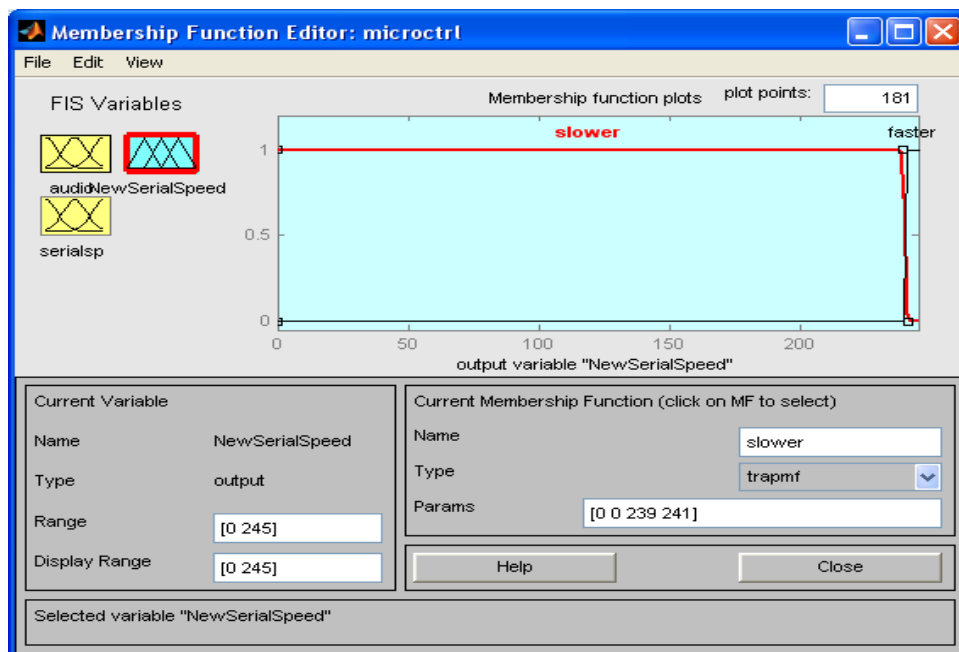 Membership Function Editor: microctrl
File Edit View
FIS Variables
Membership function plots plot points: 181
slower
faster
audio
NewSerialSpeed
serialsp
1
0.5
0
0 50 100 150 200
output variable "NewSerialSpeed"
Current Variable
Name NewSerialSpeed
Type output
Range [0 245]
Display Range [0 245]
Current Membership Function (click on MF to select)
Name slower
Type trapmf
Params [0 0 239 241]
Help Close
Selected variable "NewSerialSpeed"